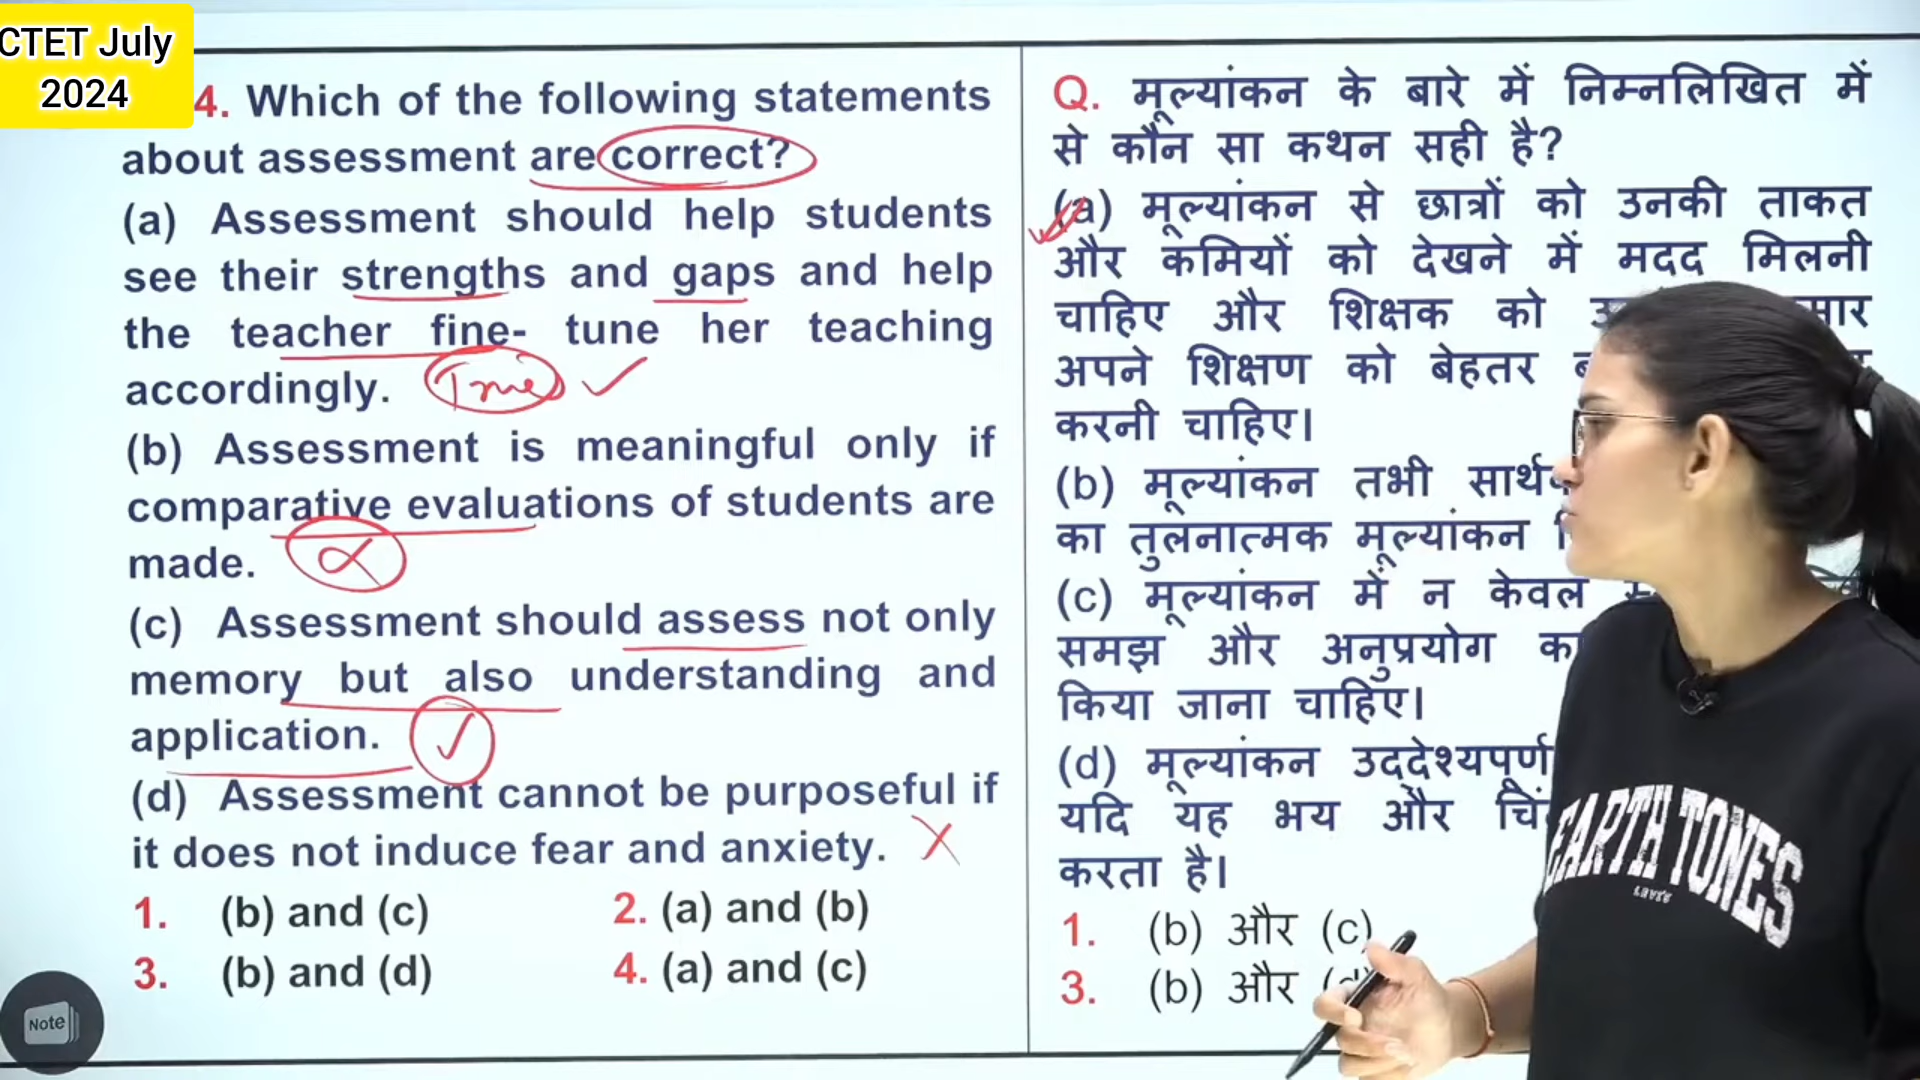 CTET July
2024
4. Which of the following statements
about assessment are correct?
(a) Assessment should help students
see their strengths and gaps and help
the teacher fine- tune her teaching
accordingly. True
(b) Assessment is meaningful only if
comparative evaluations of students are
made.
(c) Assessment should assess not only
memory but also understanding and
application.
(d) Assessment cannot be purposeful if
it does not induce fear and anxiety.
1. (b) and (c) 2. (a) and (b)
3. (b) and (d) 4. (a) and (c)
Note
Q. मूल्यांकन के बारे में निम्नलिखित में
से कौन सा कथन सही है?
(a) मूल्यांकन से छात्रों को उनकी ताकत
और कमियों को देखने में मदद मिलनी
चाहिए और शिक्षक को
अपने शिक्षण को बेहतर
करनी चाहिए।
(b) मूल्यांकन तभी
का तुलनात्मक मूल्यांकन
(c) मूल्यांकन में न केवल
समझ और अनुप्रयोग
किया जाना चाहिए।
(d) मूल्यांकन उद्देश्यपूर्ण
यदि यह भय और
करता है।
1. (b) और (c)
3. (b) और (d)
EARTH TONES
LEVI'S